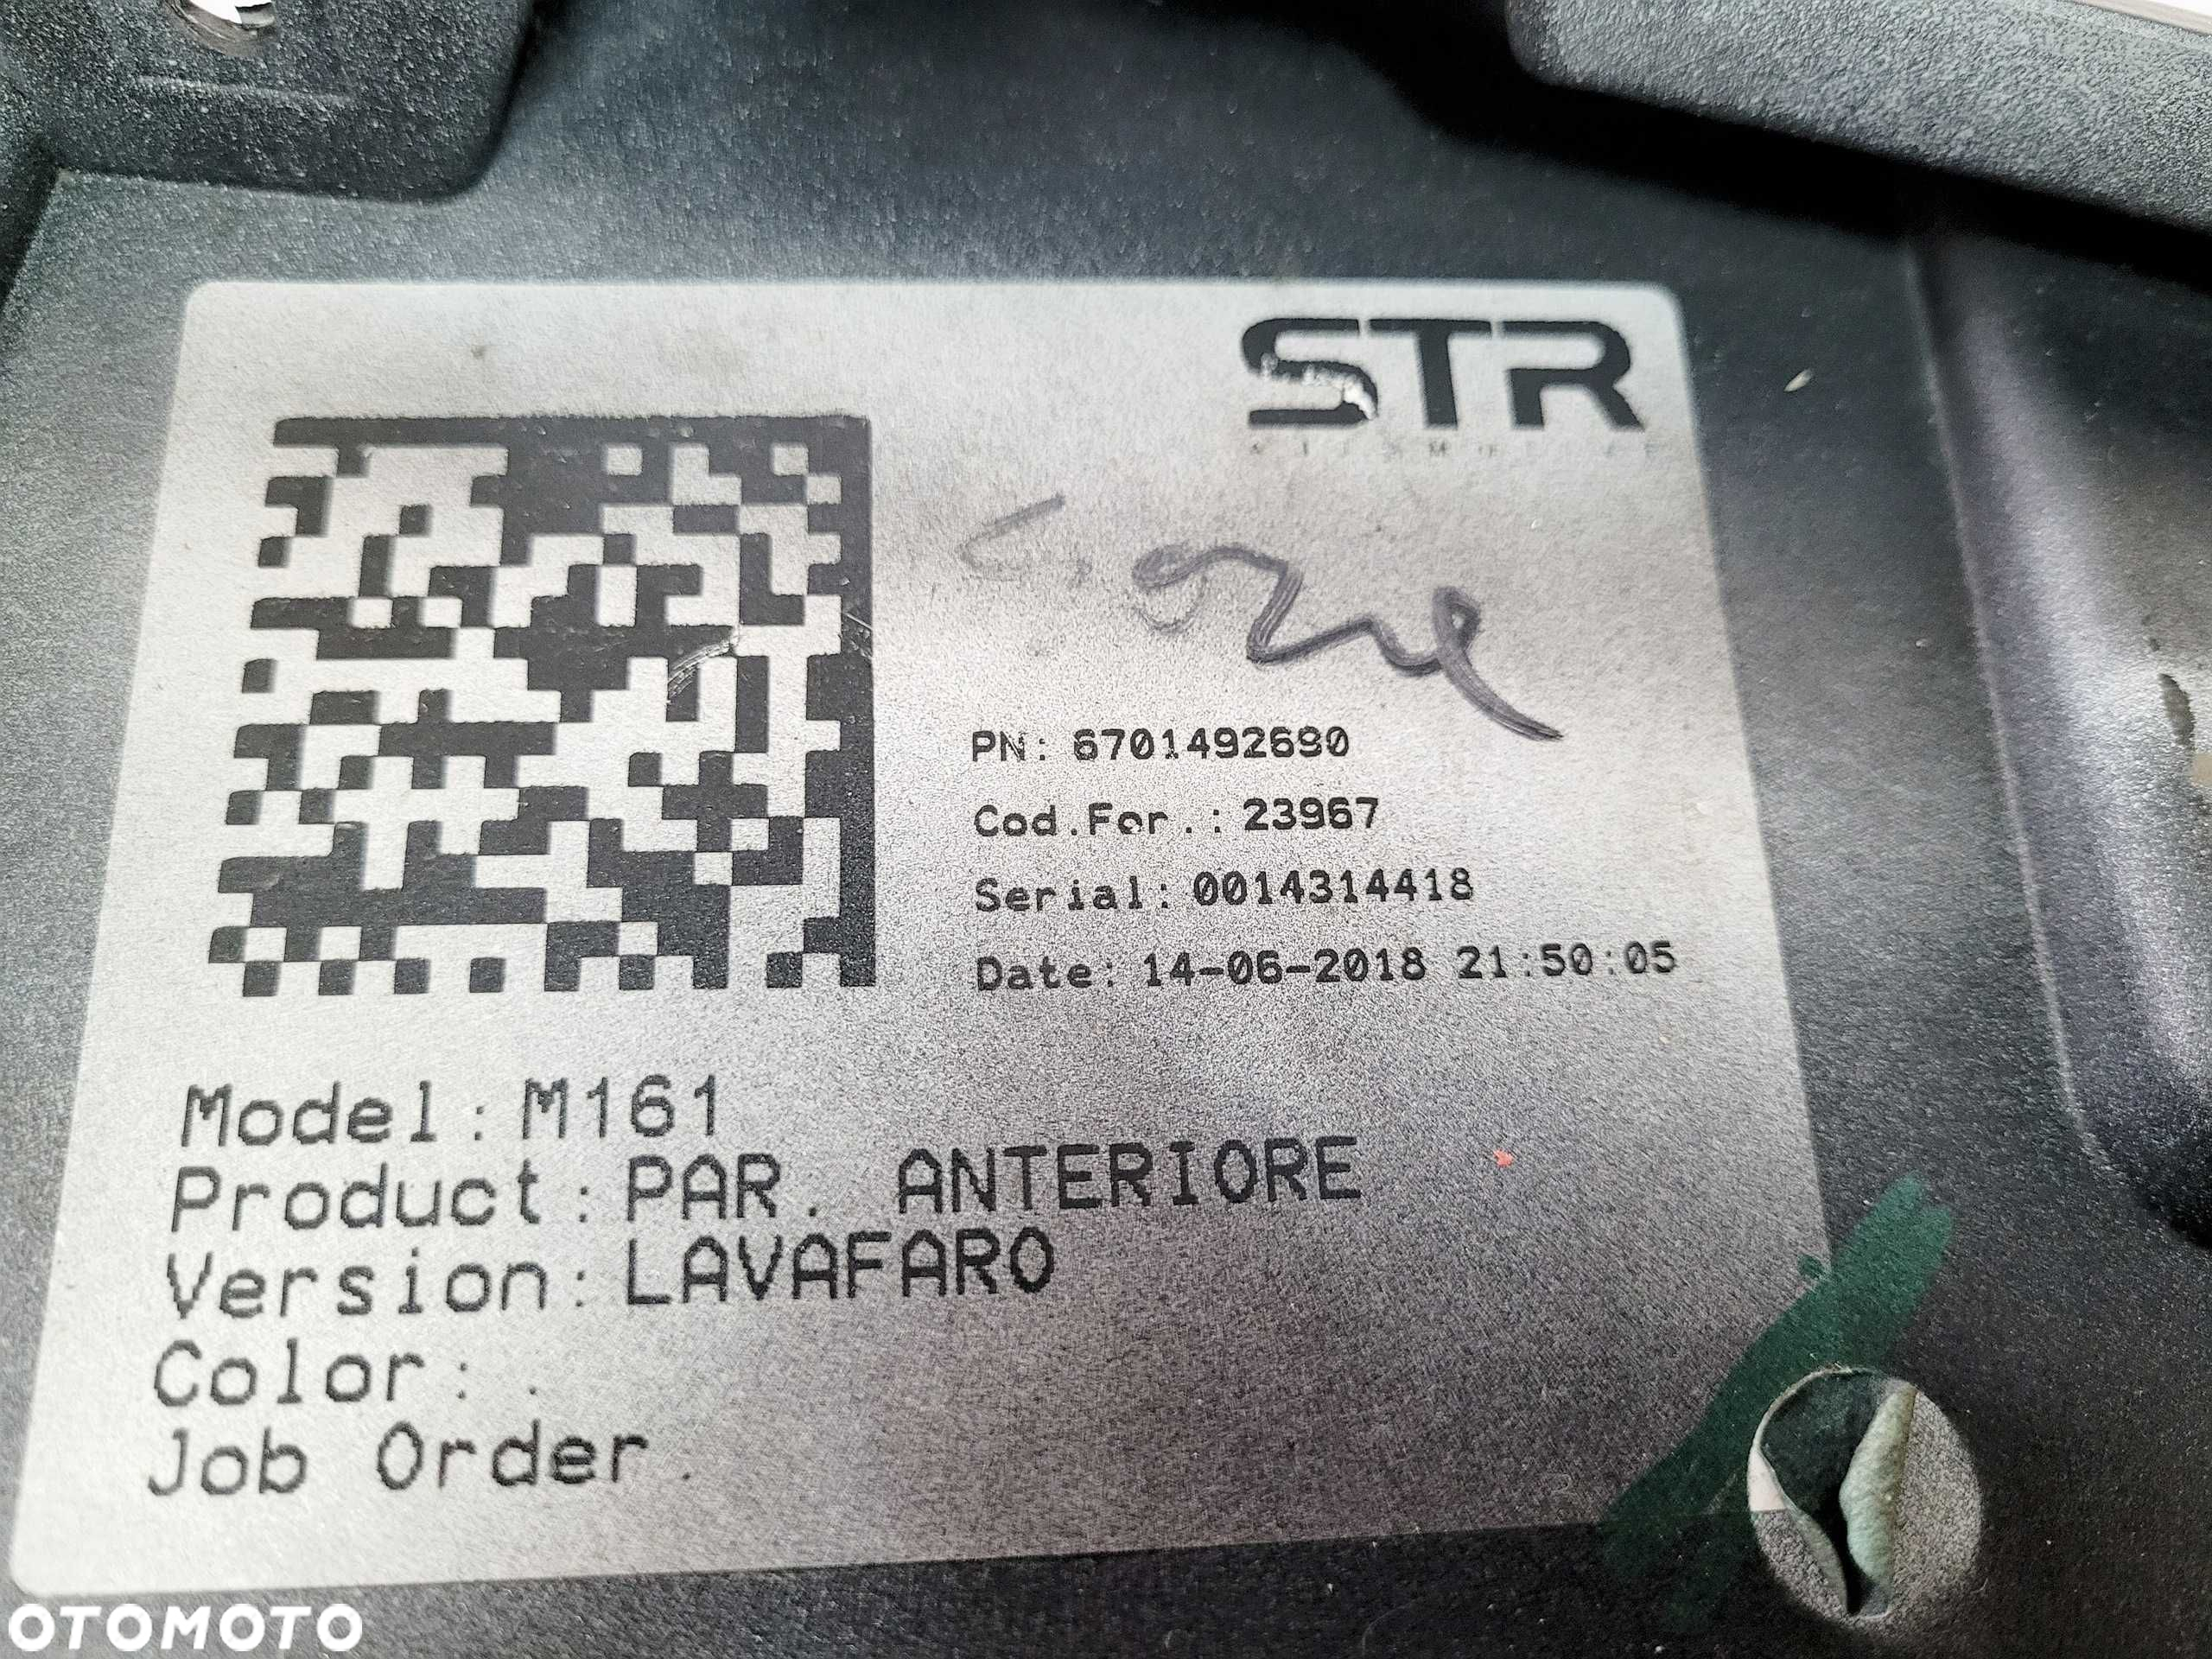 STR
PN: 6701492680
Cod.For.: 23967
Serial: 0014314418
Date: 14-06-2018 21:50:05
Model: M161
Product: PAR. ANTERIORE
Version: LAVAFARO
Color: .
Job Order.
OTOMOTO